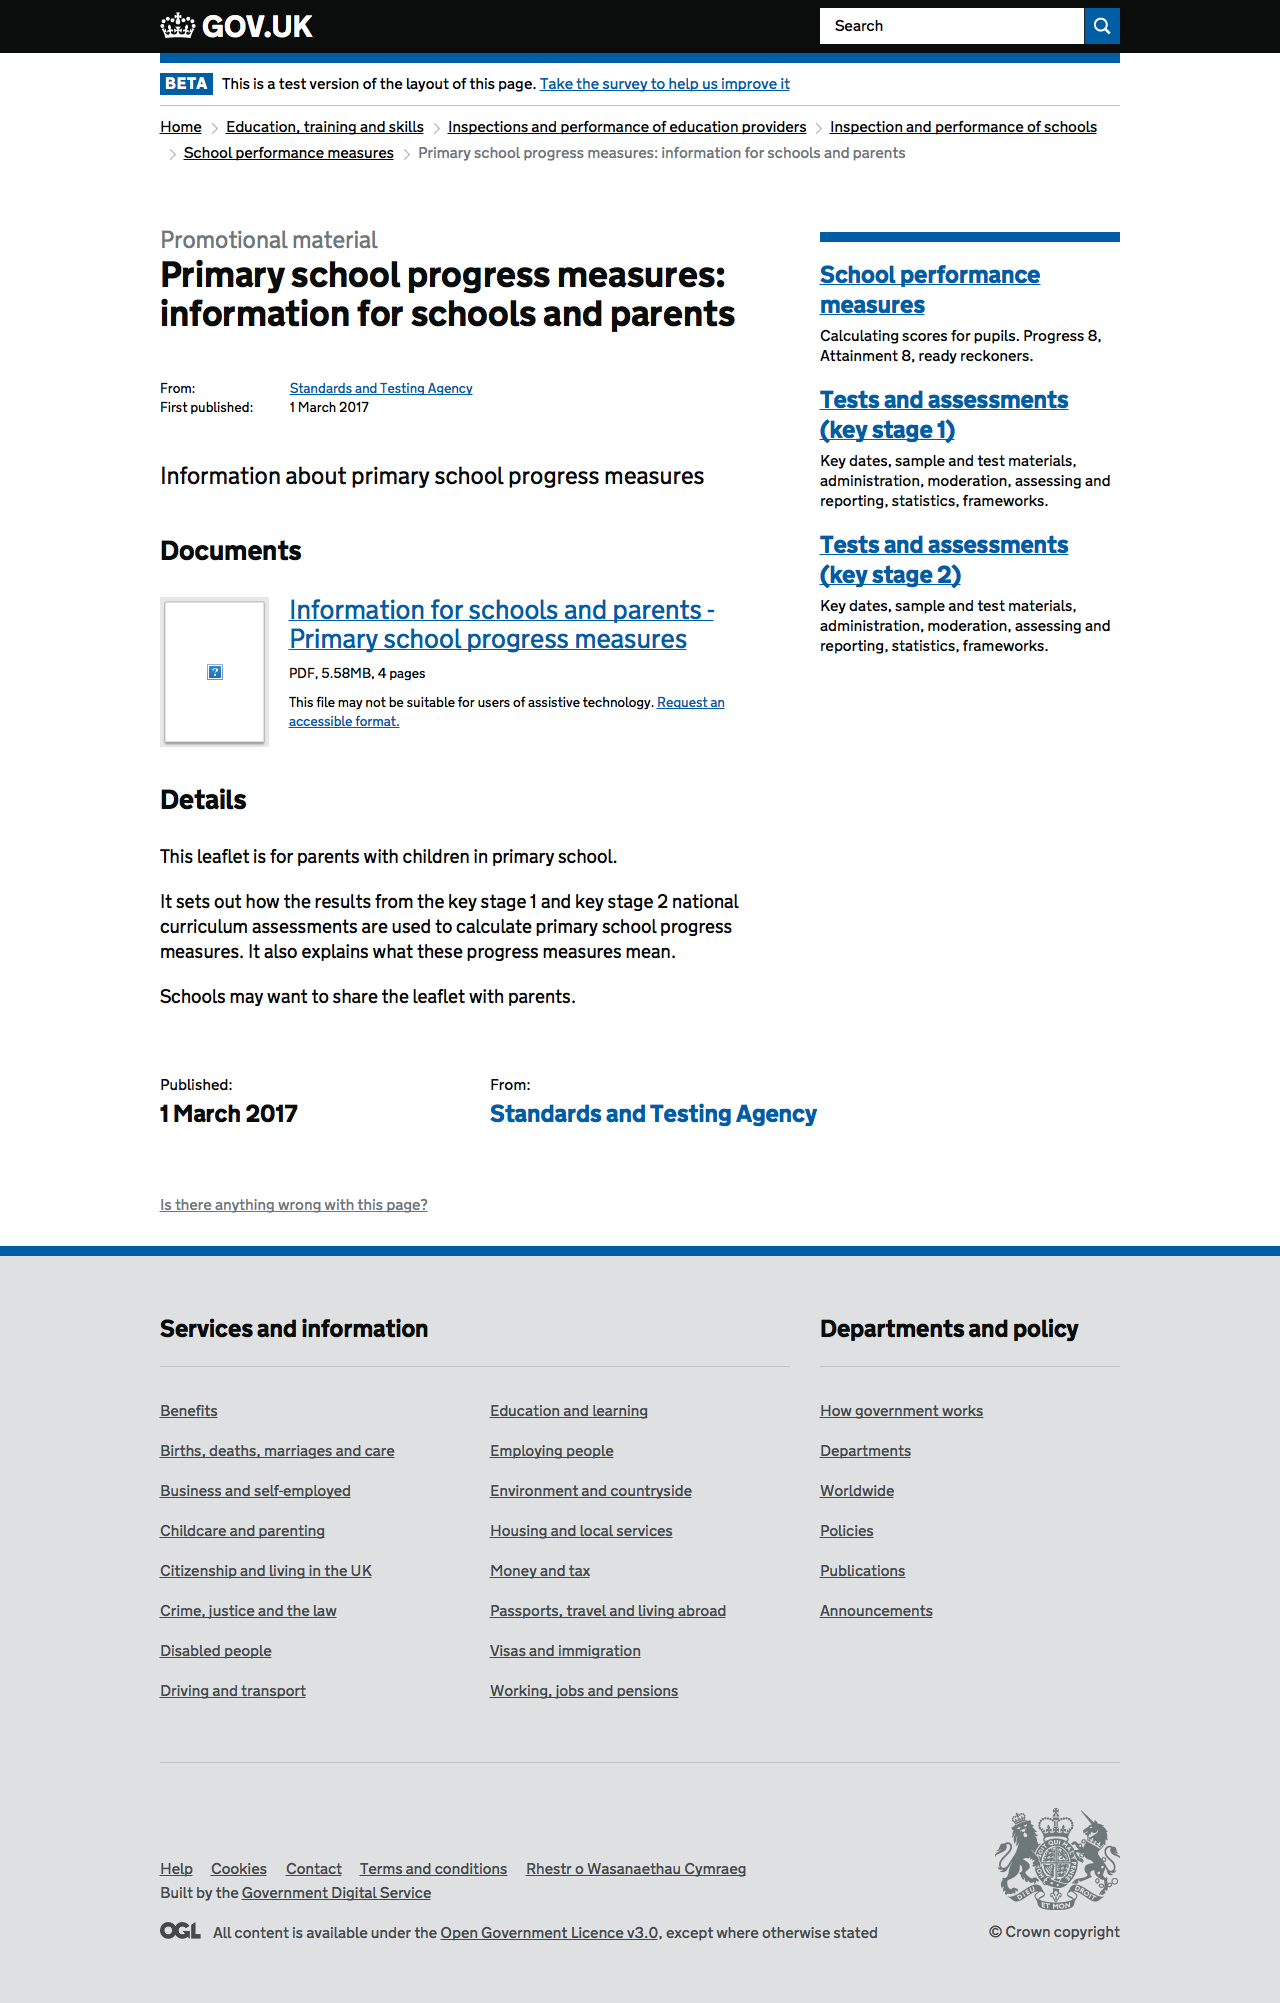 GOV.UK
Search
BETA This is a test version of the layout of this page. Take the survey to help us improve it
Home Education, training and skills Inspections and performance of education providers Inspection and performance of schools
School performance measures Primary school progress measures: information for schools and parents
Promotional material
Primary school progress measures:
information for schools and parents
From: Standards and Testing Agency
First published: 1 March 2017
Information about primary school progress measures
Documents
Information for schools and parents -
Primary school progress measures
PDF, 5.58MB, 4 pages
This file may not be suitable for users of assistive technology. Request an
accessible format.
Details
This leaflet is for parents with children in primary school.
It sets out how the results from the key stage 1 and key stage 2 national
curriculum assessments are used to calculate primary school progress
measures. It also explains what these progress measures mean.
Schools may want to share the leaflet with parents.
Published:
1 March 2017
From:
Standards and Testing Agency
Is there anything wrong with this page?
School performance
measures
Calculating scores for pupils. Progress 8,
Attainment 8, ready reckoners.
Tests and assessments
(key stage 1)
Key dates, sample and test materials,
administration, moderation, assessing and
reporting, statistics, frameworks.
Tests and assessments
(key stage 2)
Key dates, sample and test materials,
administration, moderation, assessing and
reporting, statistics, frameworks.
Services and information
Benefits
Births, deaths, marriages and care
Business and self-employed
Childcare and parenting
Citizenship and living in the UK
Crime, justice and the law
Disabled people
Driving and transport
Education and learning
Employing people
Environment and countryside
Housing and local services
Money and tax
Passports, travel and living abroad
Visas and immigration
Working, jobs and pensions
Departments and policy
How government works
Departments
Worldwide
Policies
Publications
Announcements
Help Cookies Contact Terms and conditions Rhestr o Wasanaethau Cymraeg
Built by the Government Digital Service
OGL All content is available under the Open Government Licence v3.0, except where otherwise stated
DIEU ET MON DROIT
© Crown copyright